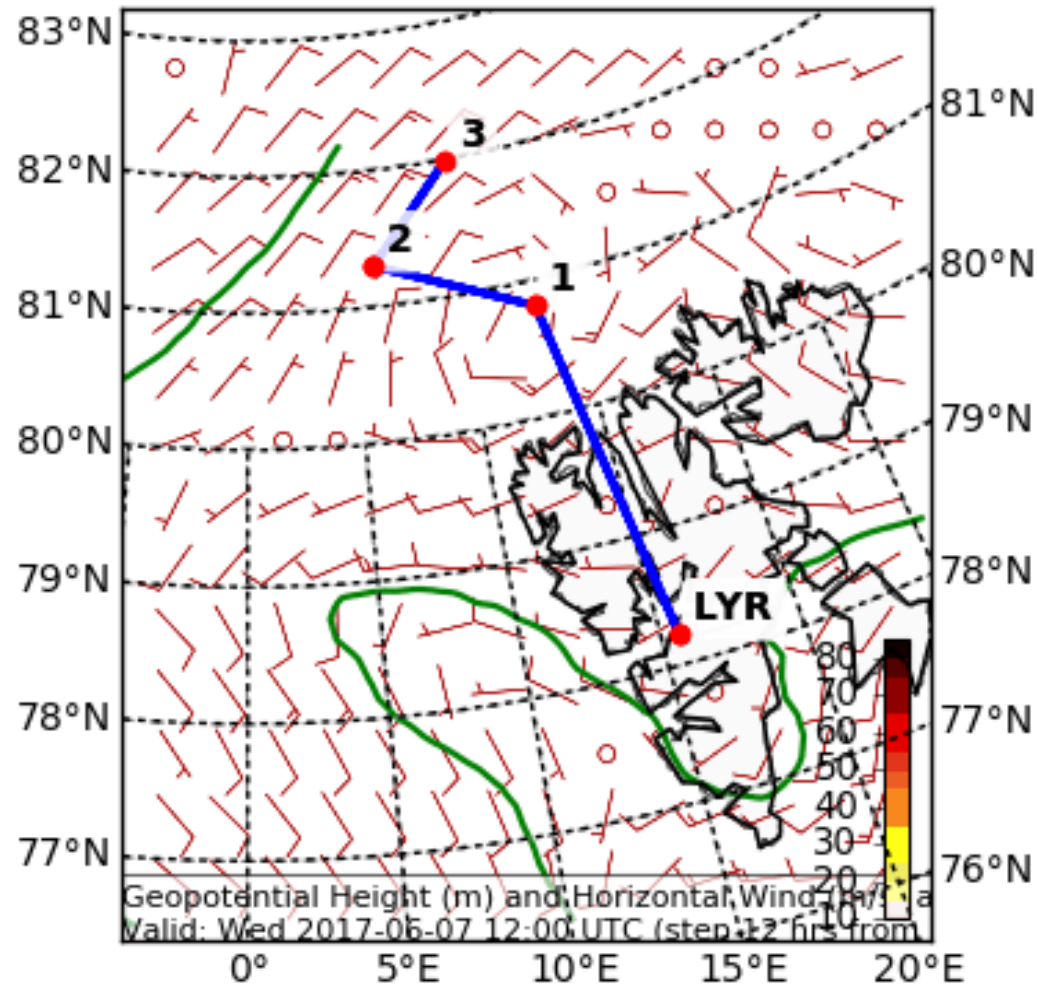 83°N
81°N
3
82°N
2
1
80°N
81°N
79°N
80°N
78°N
79°N
LYR
80
70
78°N
77°N
60
50
40
30
77°N
76°N
20
10
Geopotential Height (m) and Horizontal Wind (m/s) a
Valid: Wed 2017-06-07 12:00 UTC (step 12 hrs from
0°
5°E
10°E
15°E
20°E